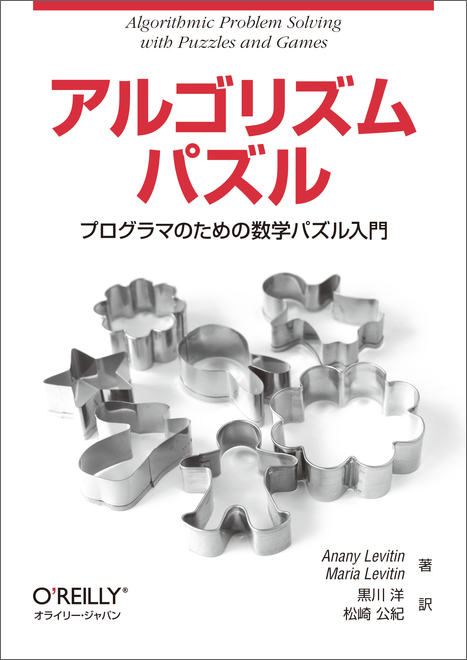 Algorithmic Problem Solving
with Puzzles and Games
アルゴリズム
パズル
プログラマのための数学パズル入門
Anany Levitin
Maria Levitin
著
黒川 洋
松崎 公紀
訳
O'REILLY®
オライリー・ジャパン